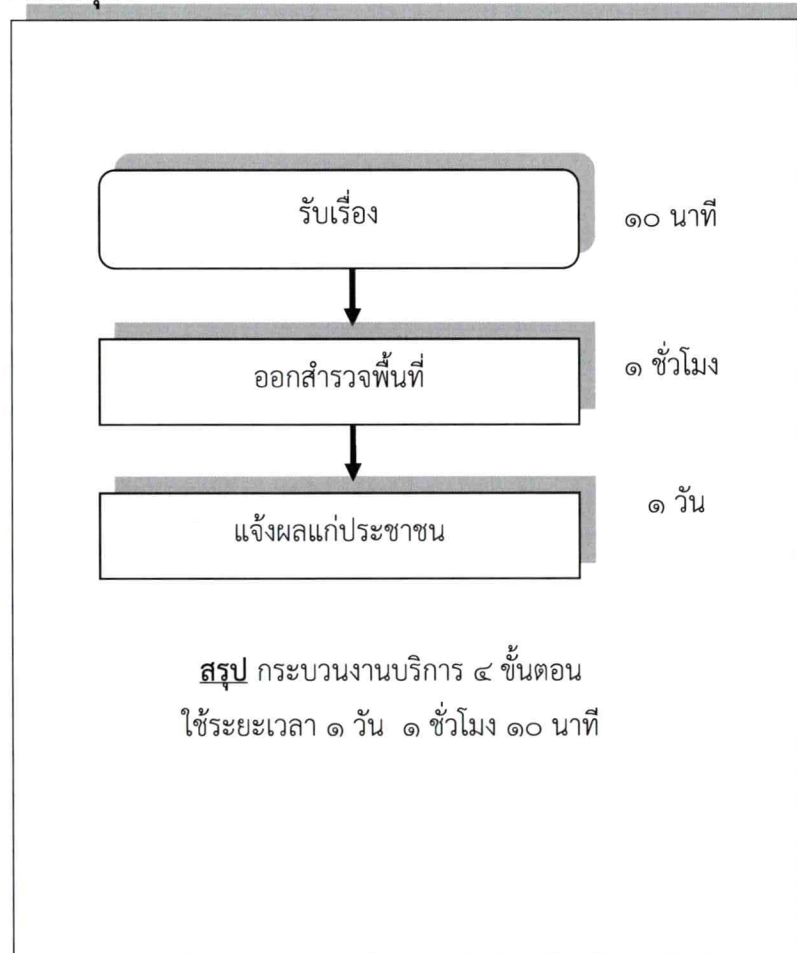 รับเรื่อง
๑๐ นาที
ออกสำรวจพื้นที่
๑ ชั่วโมง
แจ้งผลแก่ประชาชน
๑ วัน
สรุป กระบวนงานบริการ ๔ ขั้นตอน
ใช้ระยะเวลา ๑ วัน ๑ ชั่วโมง ๑๐ นาที